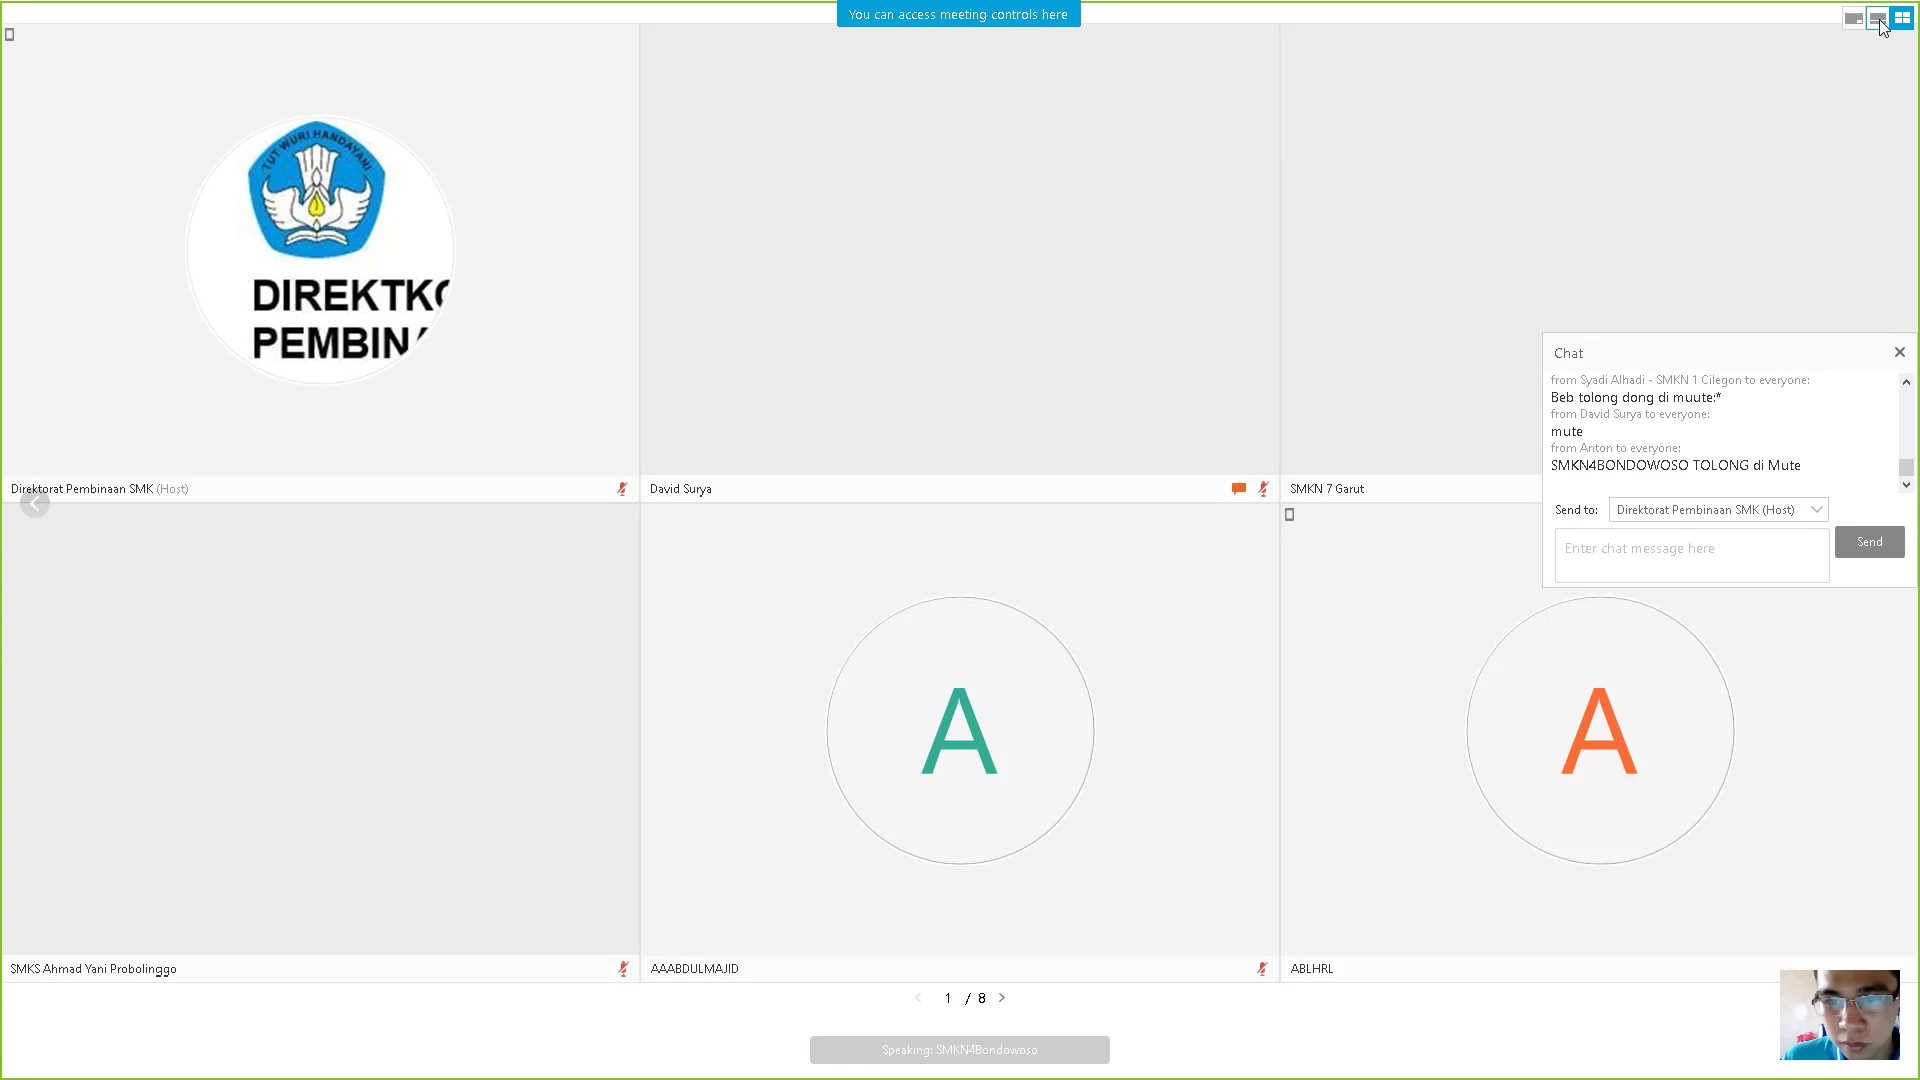 You can access meeting controls here
TUT WURI HANDAYANI
DIREKTKO
PEMBINA
Direktorat Pembinaan SMK (Host)
David Surya
SMKN 7 Garut
Chat
from Syadi Alhadi - SMKN 1 Cilegon to everyone:
Beb tolong dong di muute:*
from David Surya to everyone:
mute
from Anton to everyone:
SMKN4BONDOWOSO TOLONG di Mute
Send to:
Direktorat Pembinaan SMK (Host)
Enter chat message here
Send
A
A
SMKS Ahmad Yani Probolinggo
AAABDULMAJID
ABLHRL
1 / 8
Speaking: SMKN4Bondowoso